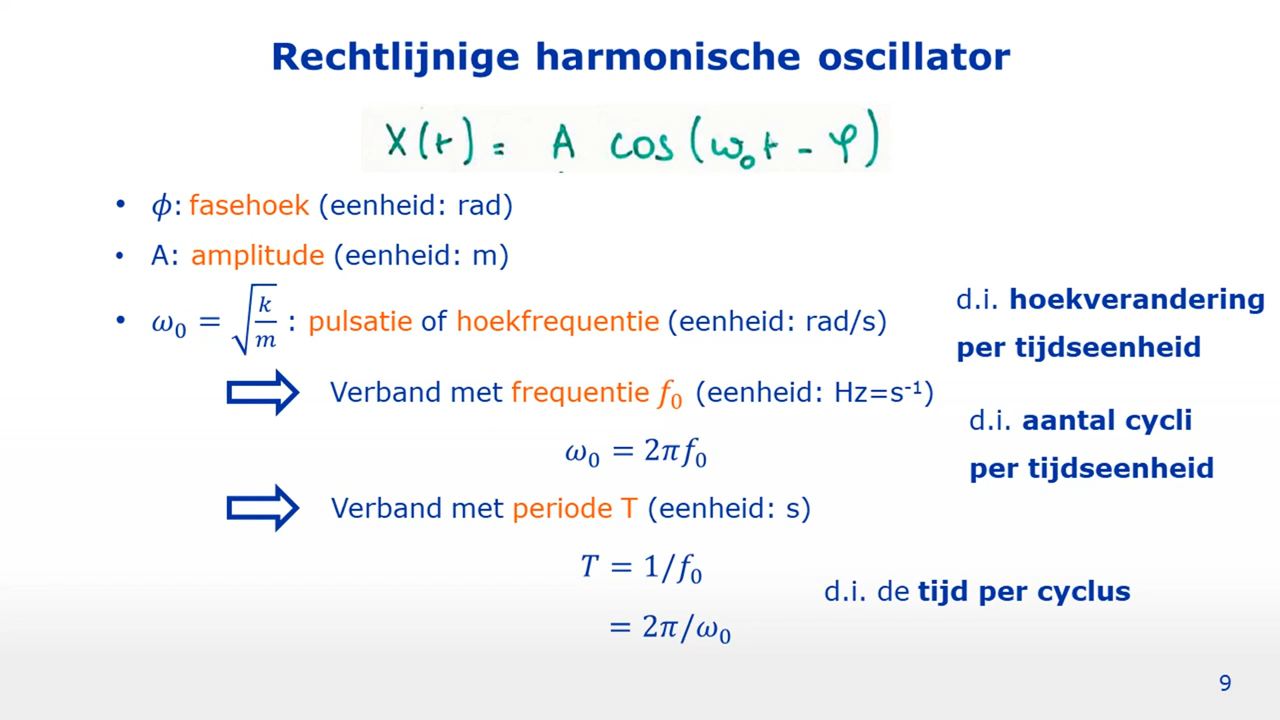 Rechtlijnige harmonische oscillator
X(t) = A cos(ω₀t - φ)
• ϕ: fasehoek (eenheid: rad)
• A: amplitude (eenheid: m)
• ω₀ = √(k/m) : pulsatie of hoekfrequentie (eenheid: rad/s)
d.i. hoekverandering
per tijdseenheid
Verband met frequentie f₀ (eenheid: Hz=s⁻¹)
d.i. aantal cycli
per tijdseenheid
ω₀ = 2πf₀
Verband met periode T (eenheid: s)
T = 1/f₀
d.i. de tijd per cyclus
= 2π/ω₀
9